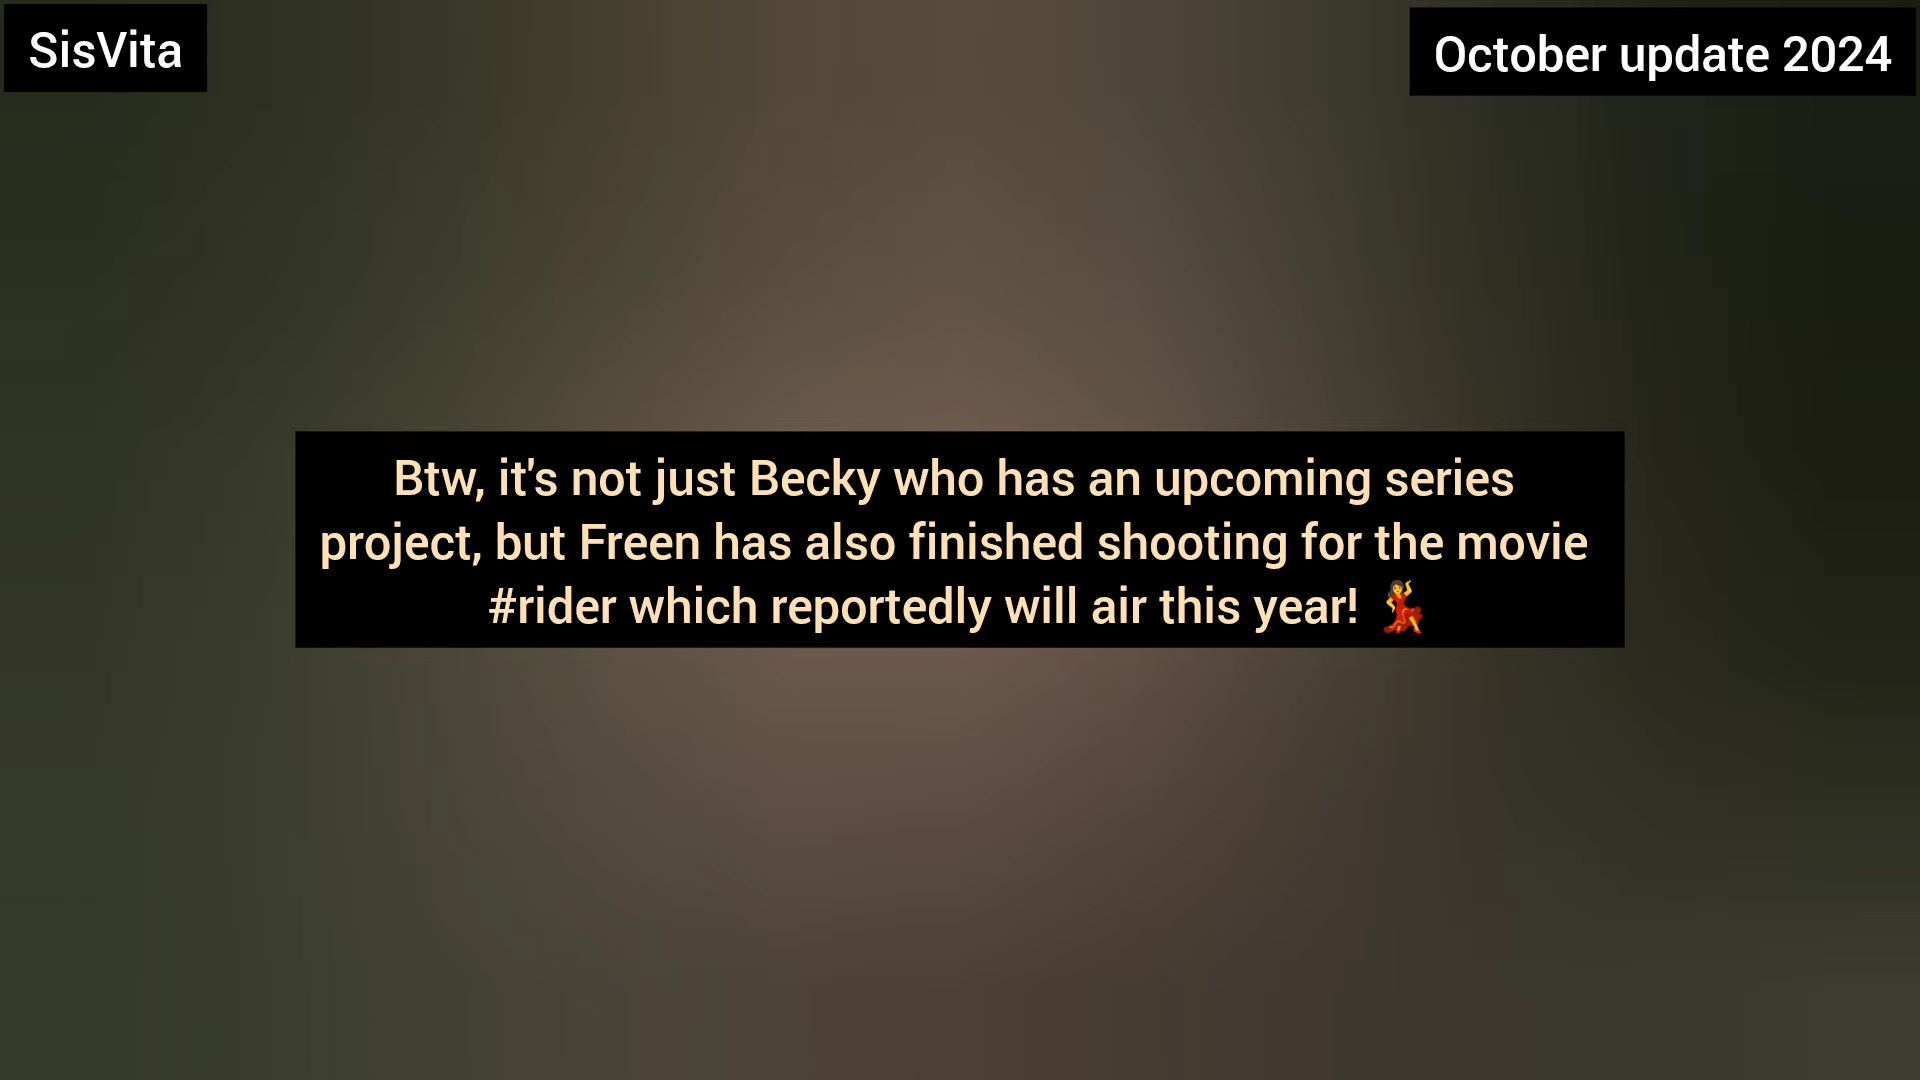 SisVita
October update 2024
Btw, it's not just Becky who has an upcoming series
project, but Freen has also finished shooting for the movie
#rider which reportedly will air this year! 💃